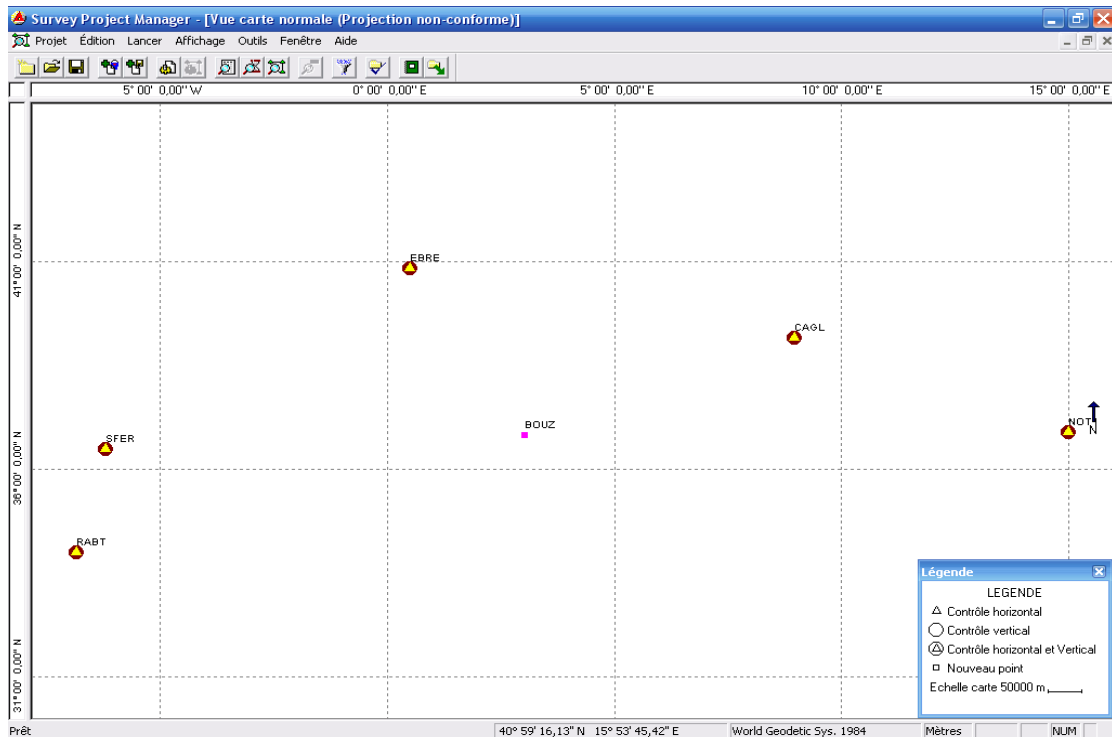 Survey Project Manager - [Vue carte normale (Projection non-conforme)]
Projet Édition Lancer Affichage Outils Fenêtre Aide
5° 00' 0,00'' W 0° 00' 0,00'' E 5° 00' 0,00'' E 10° 00' 0,00'' E 15° 00' 0,00'' E
41° 00' 0,00'' N
36° 00' 0,00'' N
31° 00' 0,00'' N
EBRE
CAGL
BOUZ
NOT1
N
SFER
RABT
Légende
LEGENDE
Contrôle horizontal
Contrôle vertical
Contrôle horizontal et Vertical
Nouveau point
Echelle carte 50000 m
Prêt 40° 59' 16,13'' N 15° 53' 45,42'' E World Geodetic Sys. 1984 Mètres NUM